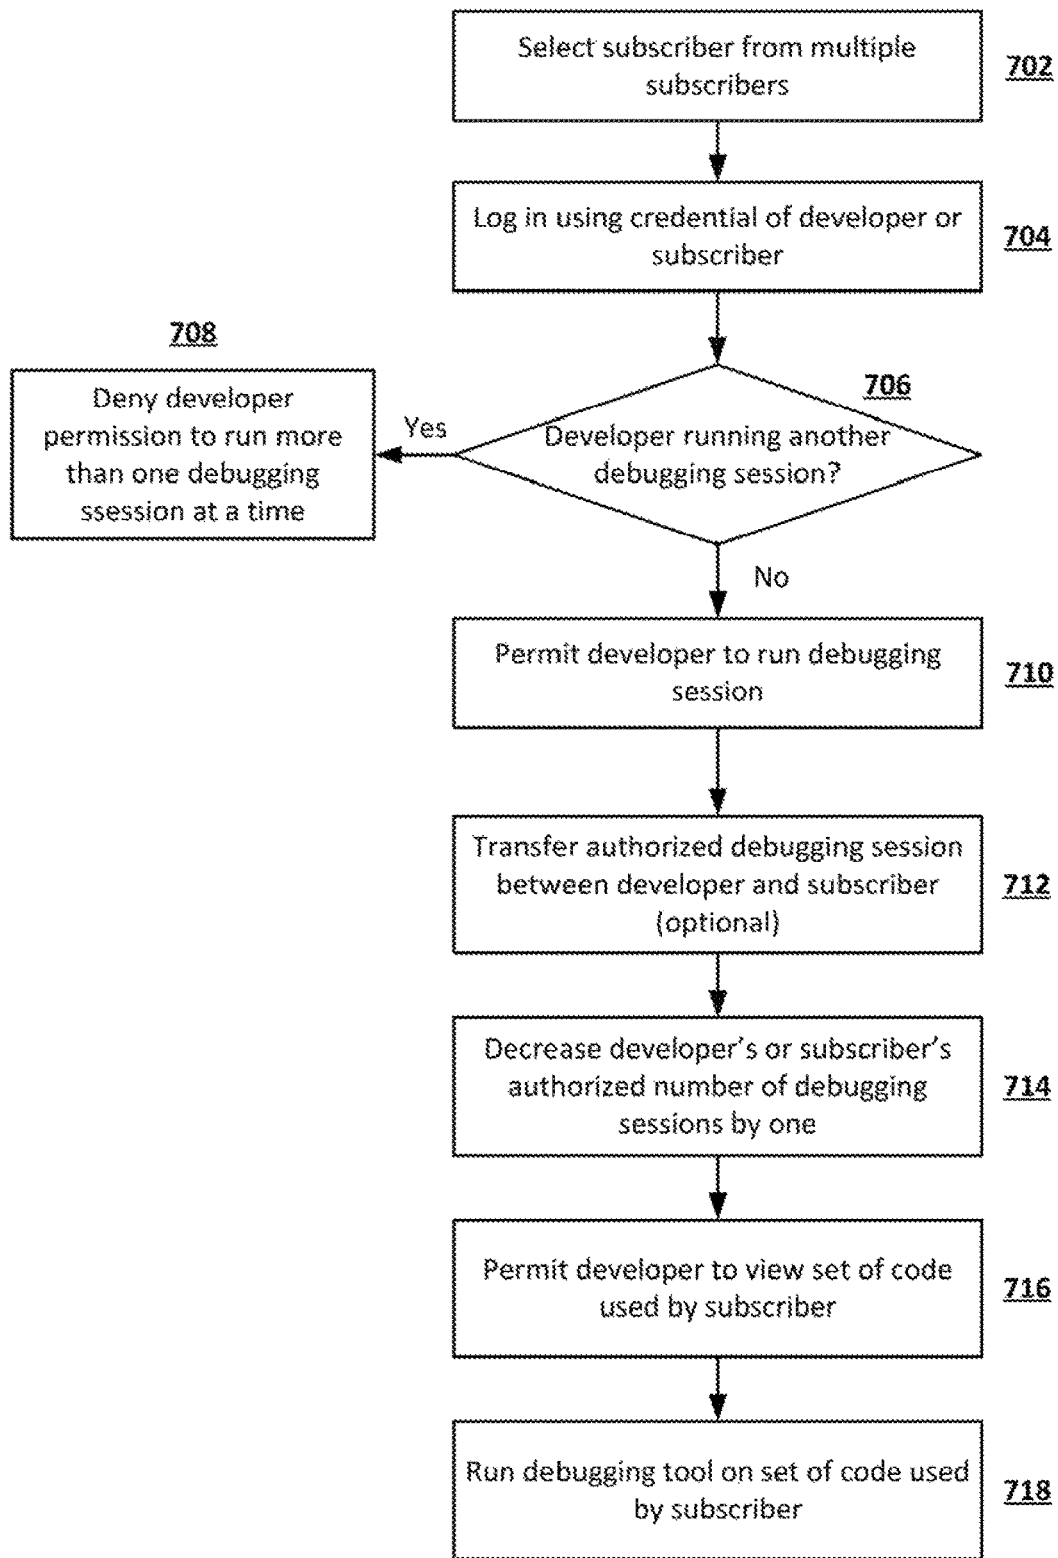 Select subscriber from multiple
subscribers
702
Log in using credential of developer or
subscriber
704
708
Deny developer
permission to run more
than one debugging
ssession at a time
Yes
706
Developer running another
debugging session?
No
Permit developer to run debugging
session
710
Transfer authorized debugging session
between developer and subscriber
(optional)
712
Decrease developer's or subscriber's
authorized number of debugging
sessions by one
714
Permit developer to view set of code
used by subscriber
716
Run debugging tool on set of code used
by subscriber
718